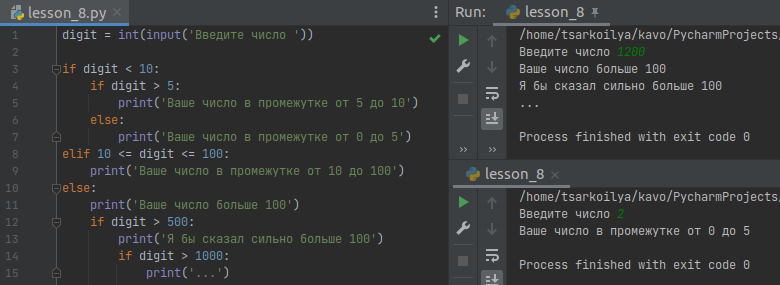 lesson_8.py
1 digit = int(input('Введите число '))
2
3 if digit < 10:
4 if digit > 5:
5 print('Ваше число в промежутке от 5 до 10')
6 else:
7 print('Ваше число в промежутке от 0 до 5')
8 elif 10 <= digit <= 100:
9 print('Ваше число в промежутке от 10 до 100')
10 else:
11 print('Ваше число больше 100')
12 if digit > 500:
13 print('Я бы сказал сильно больше 100')
14 if digit > 1000:
15 print('...')
Run: lesson_8
/home/tsarkoilya/kavo/PycharmProjects/
Введите число 1200
Ваше число больше 100
Я бы сказал сильно больше 100
...
Process finished with exit code 0
lesson_8
/home/tsarkoilya/kavo/PycharmProjects/
Введите число 2
Ваше число в промежутке от 0 до 5
Process finished with exit code 0